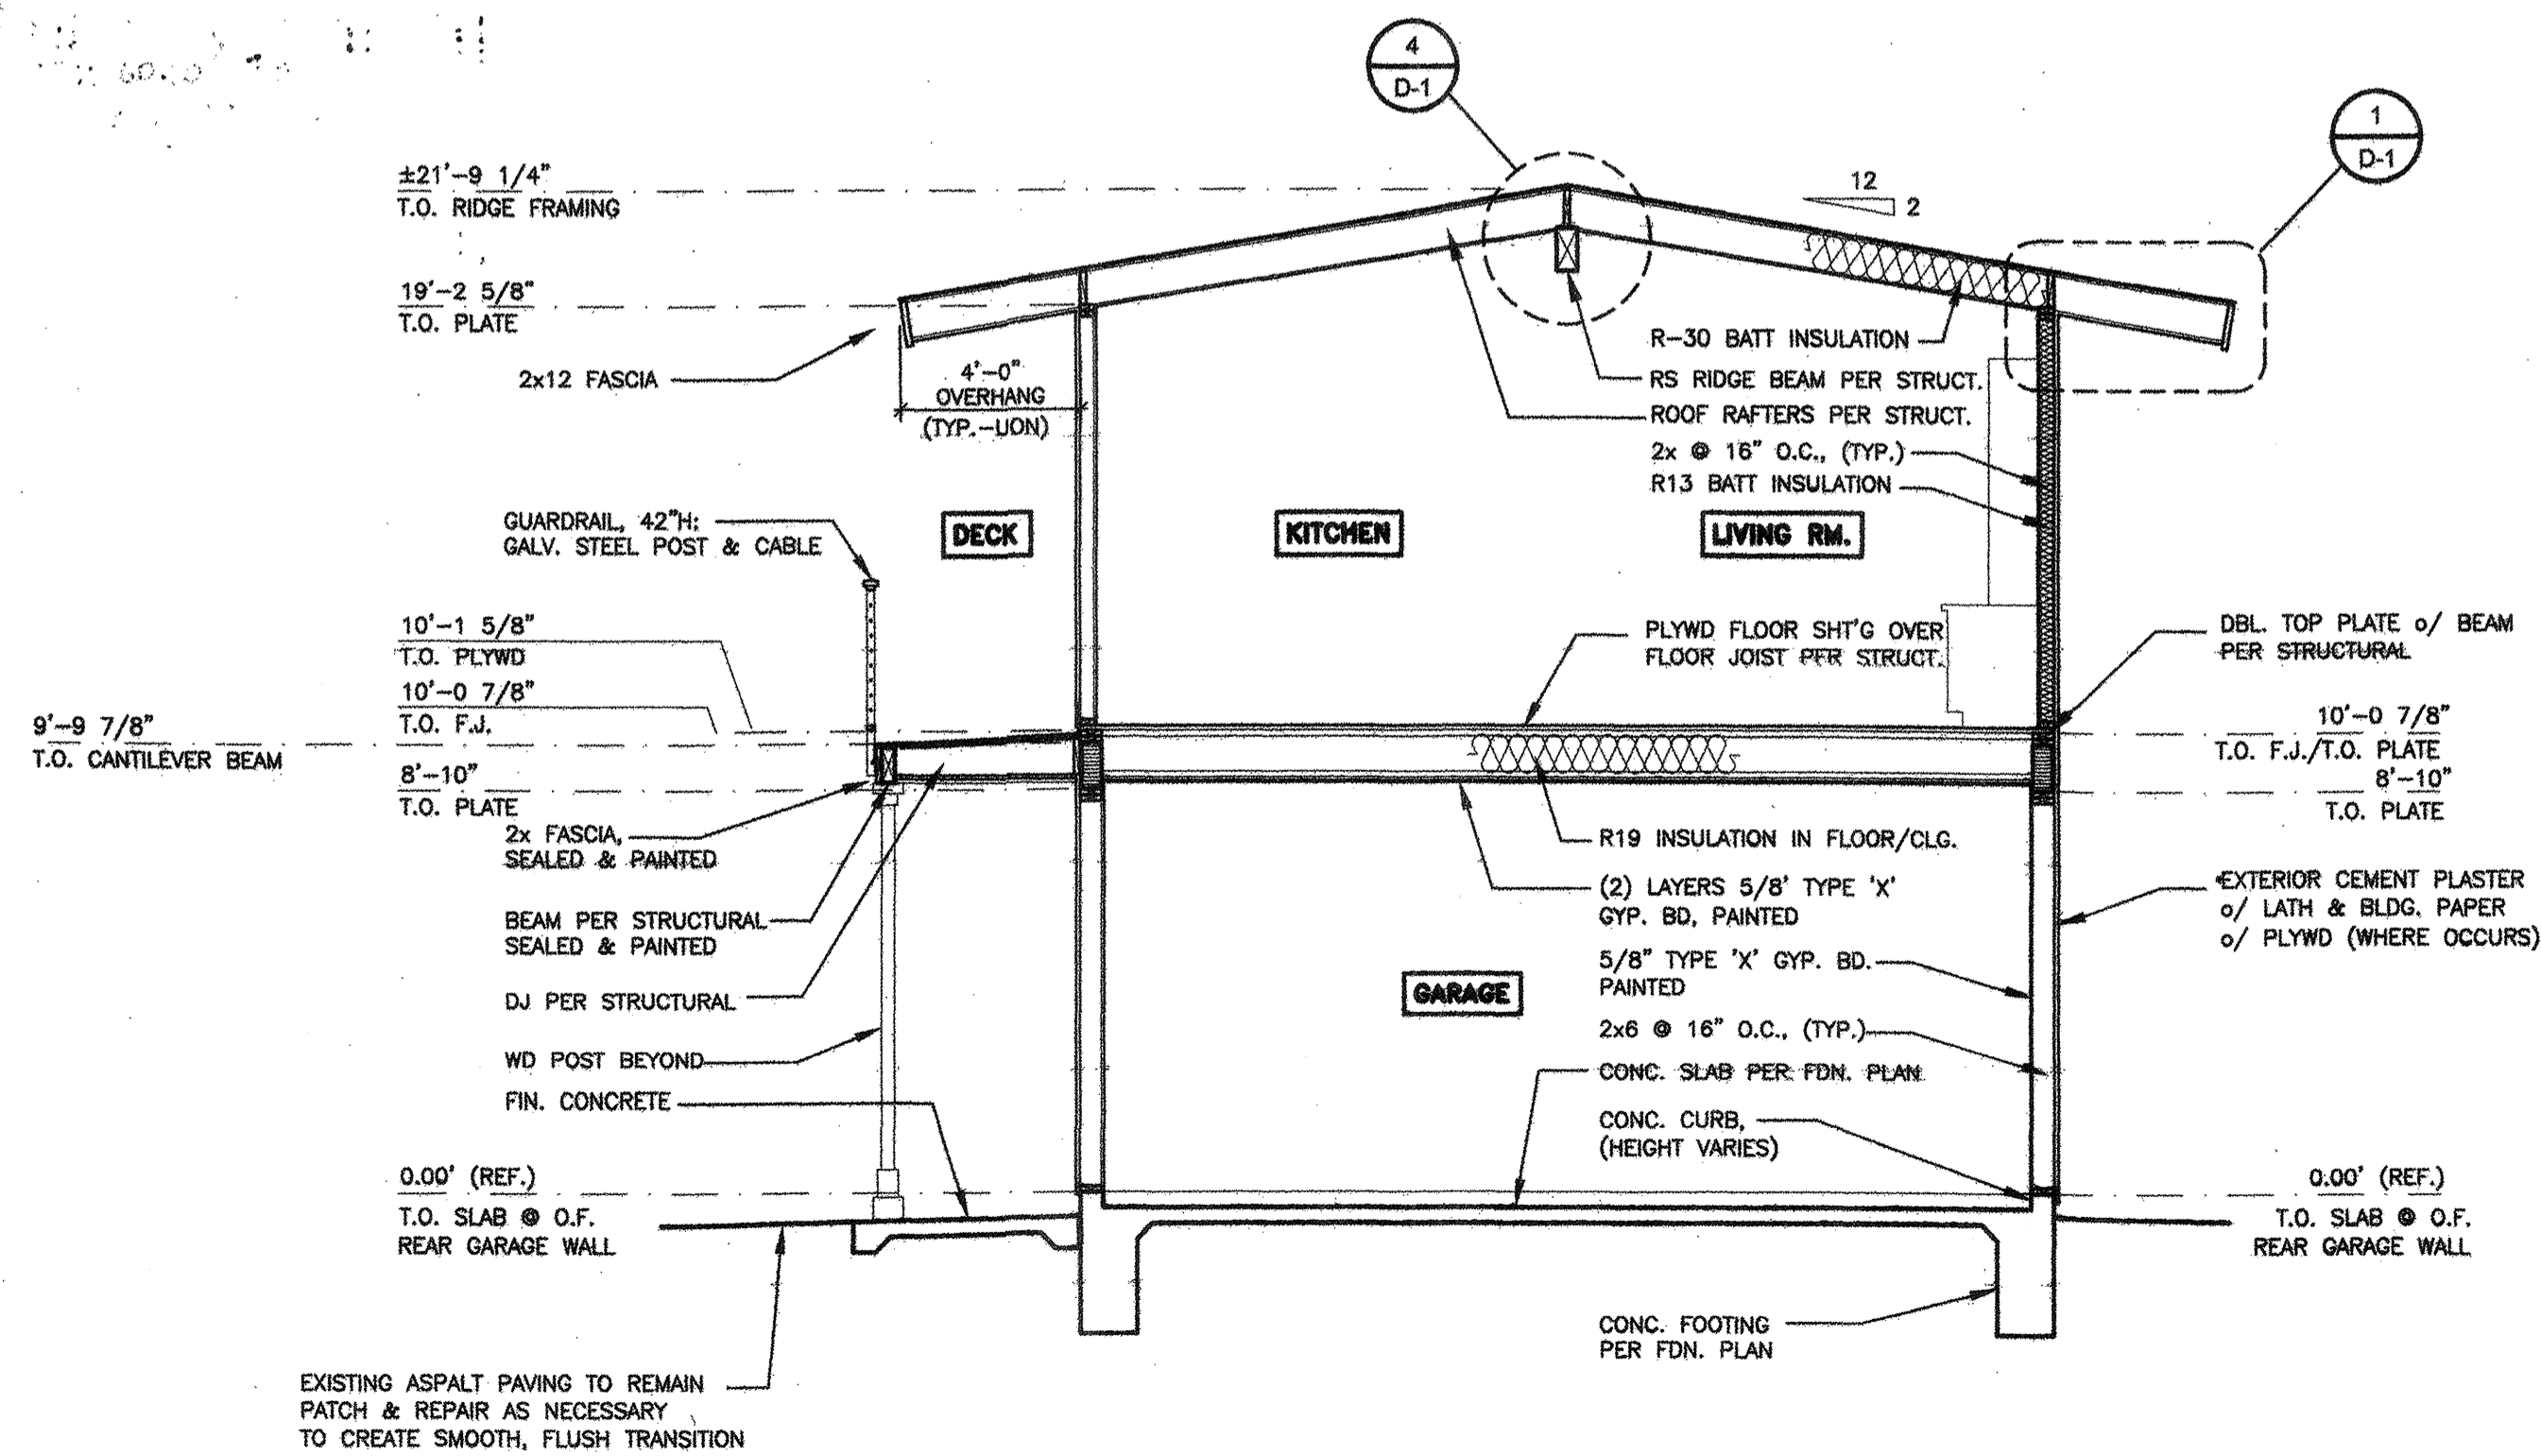 4
D-1
1
D-1
±21'-9 1/4"
T.O. RIDGE FRAMING
12
2
19'-2 5/8"
T.O. PLATE
2x12 FASCIA
4'-0"
OVERHANG
(TYP.-UON)
R-30 BATT INSULATION
RS RIDGE BEAM PER STRUCT.
ROOF RAFTERS PER STRUCT.
2x @ 16" O.C., (TYP.)
R13 BATT INSULATION
GUARDRAIL, 42"H:
GALV. STEEL POST & CABLE
DECK
KITCHEN
LIVING RM.
10'-1 5/8"
T.O. PLYWD
10'-0 7/8"
T.O. F.J.
9'-9 7/8"
T.O. CANTILEVER BEAM
8'-10"
T.O. PLATE
PLYWD FLOOR SHT'G OVER
FLOOR JOIST PER STRUCT.
DBL. TOP PLATE o/ BEAM
PER STRUCTURAL
10'-0 7/8"
T.O. F.J./T.O. PLATE
8'-10"
T.O. PLATE
2x FASCIA,
SEALED & PAINTED
BEAM PER STRUCTURAL
SEALED & PAINTED
DJ PER STRUCTURAL
WD POST BEYOND
FIN. CONCRETE
R19 INSULATION IN FLOOR/CLG.
(2) LAYERS 5/8' TYPE 'X'
GYP. BD, PAINTED
GARAGE
5/8" TYPE 'X' GYP. BD.
PAINTED
2x6 @ 16" O.C., (TYP.)
CONC. SLAB PER FDN. PLAN
CONC. CURB,
(HEIGHT VARIES)
EXTERIOR CEMENT PLASTER
o/ LATH & BLDG. PAPER
o/ PLYWD (WHERE OCCURS)
0.00' (REF.)
T.O. SLAB @ O.F.
REAR GARAGE WALL
0.00' (REF.)
T.O. SLAB @ O.F.
REAR GARAGE WALL
CONC. FOOTING
PER FDN. PLAN
EXISTING ASPALT PAVING TO REMAIN
PATCH & REPAIR AS NECESSARY
TO CREATE SMOOTH, FLUSH TRANSITION